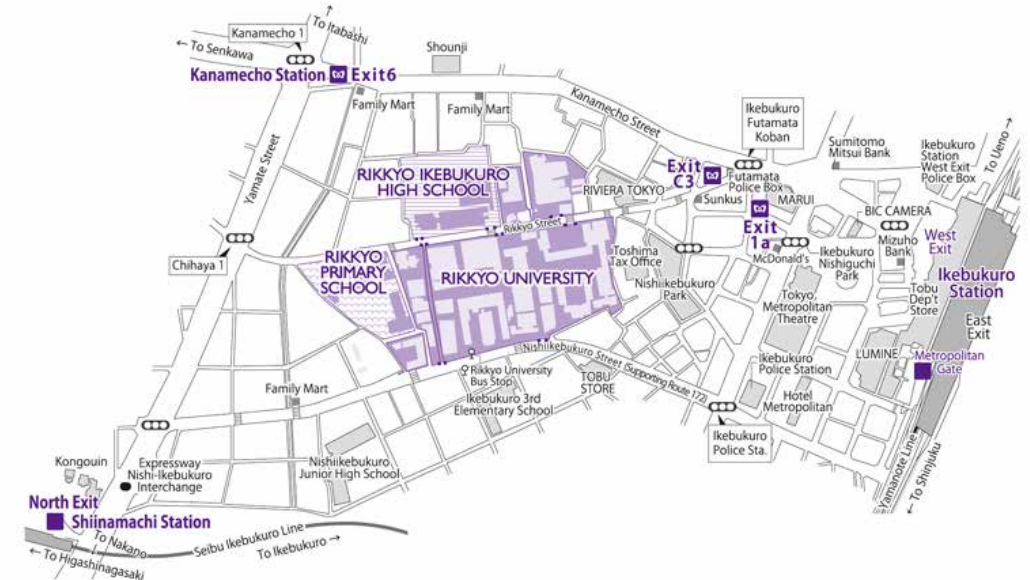 To Itabashi
Kanamecho 1
← To Senkawa
Kanamecho Station
Exit6
Shounji
Family Mart
Family Mart
Kanamecho Street
Yamate Street
Ikebukuro
Futamata
Koban
To Ueno →
Sumitomo
Mitsui Bank
Ikebukuro
Station
West Exit
Police Box
RIKKYO IKEBUKURO
HIGH SCHOOL
Exit
C3
Futamata
Police Box
RIVIERA TOKYO
Sunkus
MARUI
Exit
1a
BIC CAMERA
Rikkyo Street
West
Exit
Chihaya 1
RIKKYO
PRIMARY
SCHOOL
RIKKYO UNIVERSITY
Toshima
Tax Office
McDonald's
Ikebukuro
Nishiguchi
Park
Mizuho
Bank
Ikebukuro
Station
Nishiikebukuro
Park
Tokyo
Metropolitan
Theatre
Tobu
Dep't
Store
East
Exit
Nishiikebukuro Street (Supporting Route 172)
LUMINE
Metropolitan
Gate
Rikkyo University
Bus Stop
TOBU
STORE
Ikebukuro
Police Station
Family Mart
Ikebukuro 3rd
Elementary School
Hotel
Metropolitan
Ikebukuro
Police Sta.
Yamanote Line
← To Shinjuku
Kongouin
Expressway
Nishi-Ikebukuro
Interchange
Nishiikebukuro
Junior High School
North Exit
Shiinamachi Station
To Nakano
Seibu Ikebukuro Line
To Ikebukuro →
← To Higashinagasaki